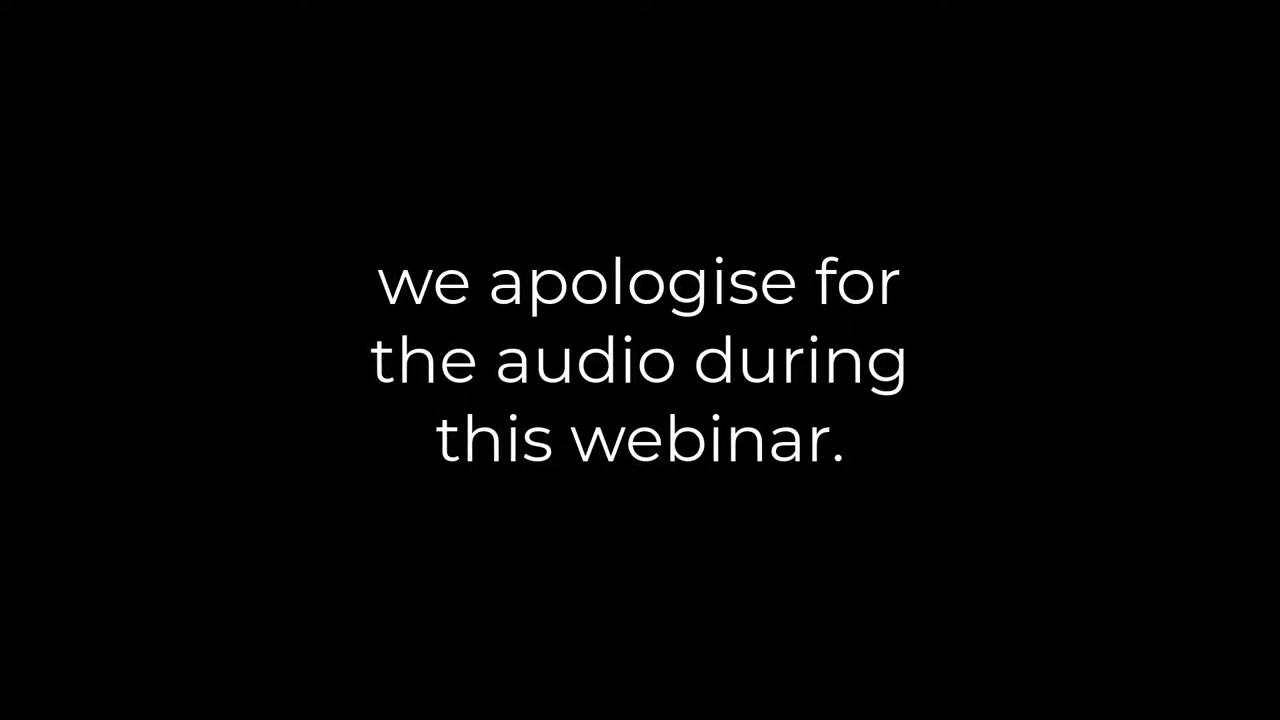 we apologise for
the audio during
this webinar.